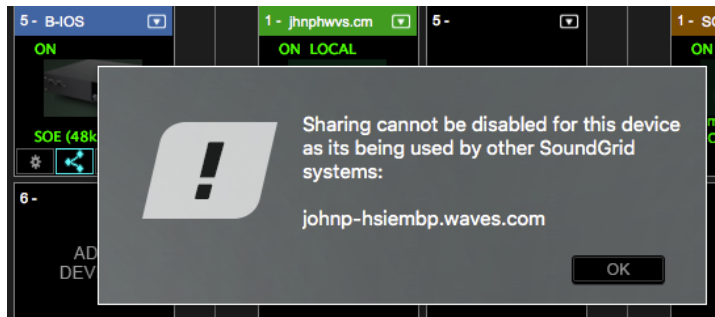 5 - B-IOS
1 - jhnphwvs.cm
5 -
1 - SO
ON
ON LOCAL
ON
SOE (48k
Sharing cannot be disabled for this device
as its being used by other SoundGrid
systems:
johnp-hsiembp.waves.com
OK
6 -
AD
DEV